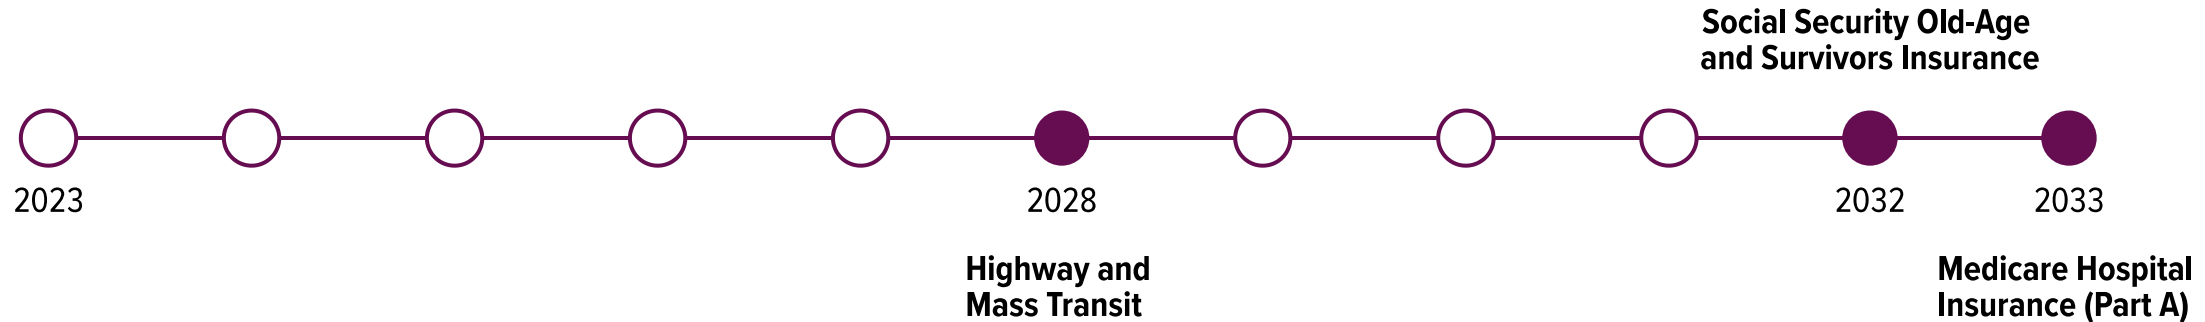 Social Security Old-Age
and Survivors Insurance
2023
2028
2032
2033
Highway and
Mass Transit
Medicare Hospital
Insurance (Part A)